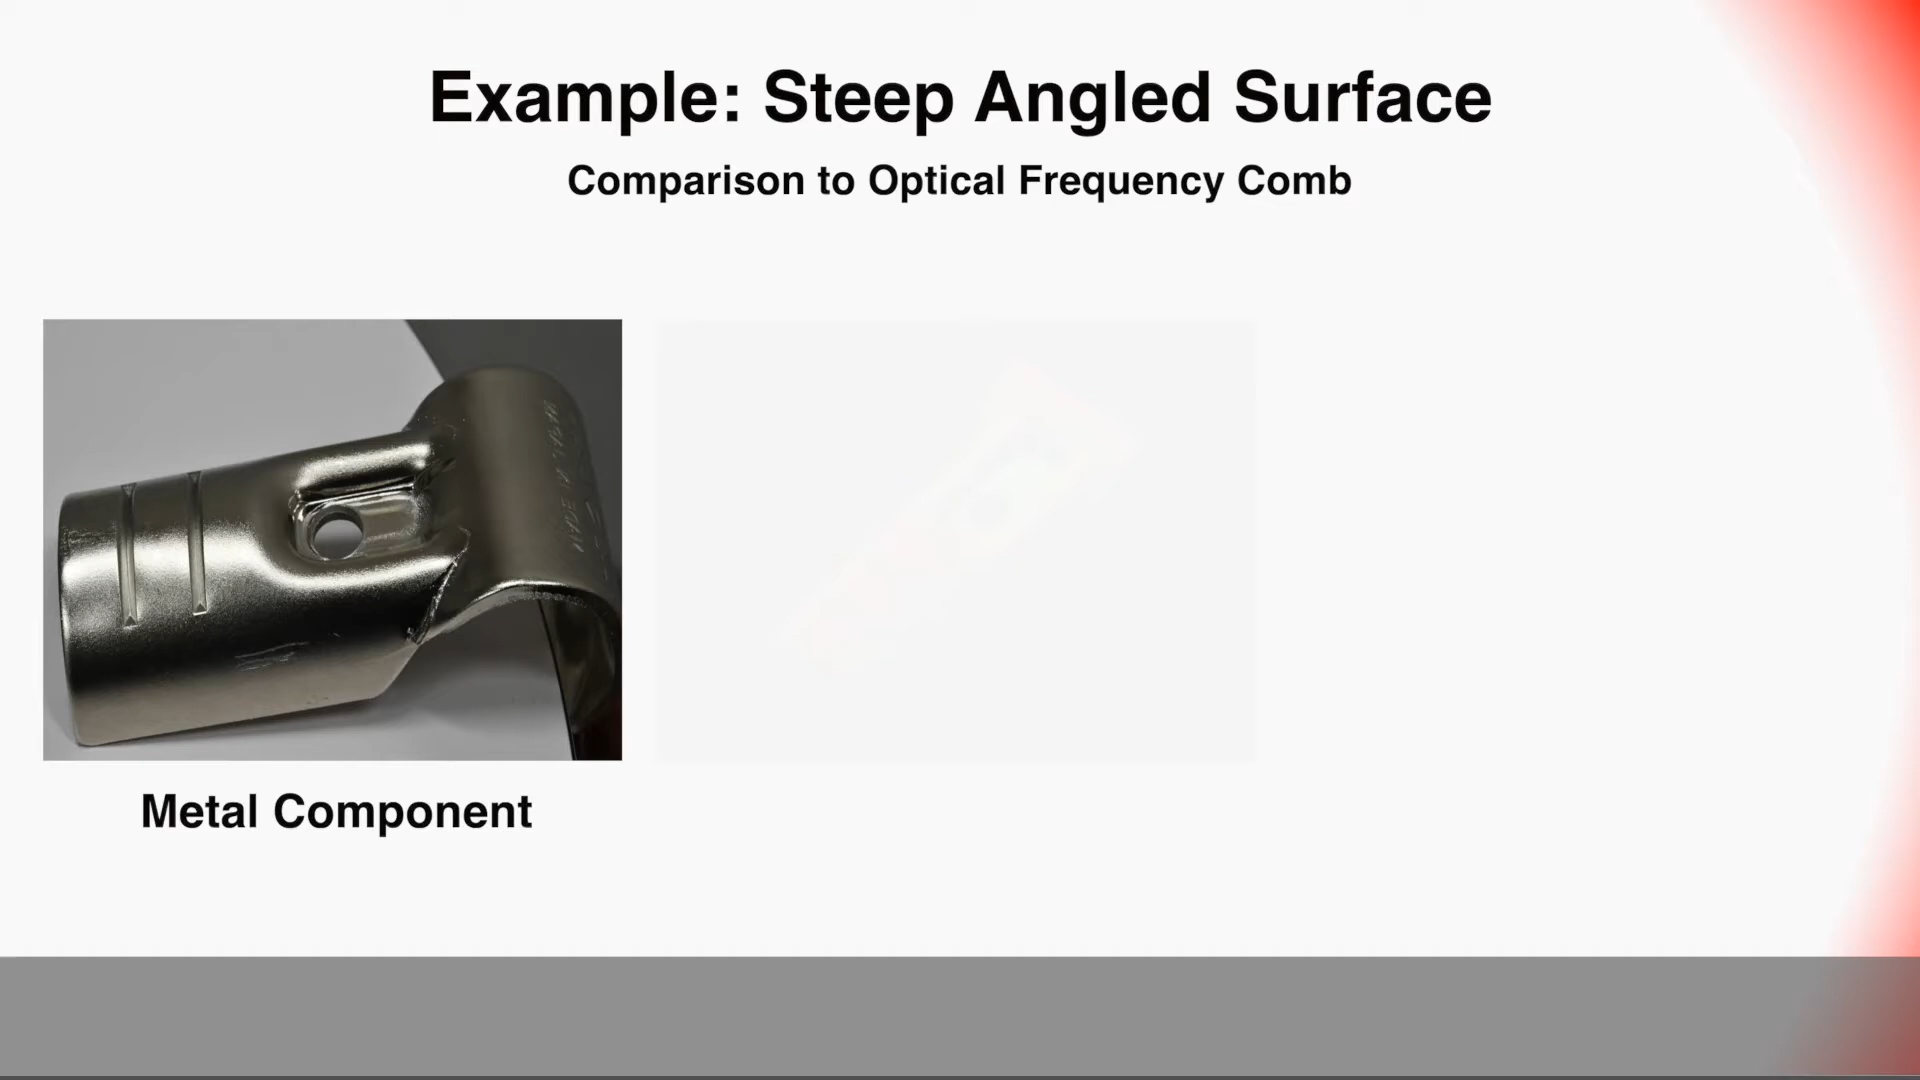 Example: Steep Angled Surface
Comparison to Optical Frequency Comb
Metal Component